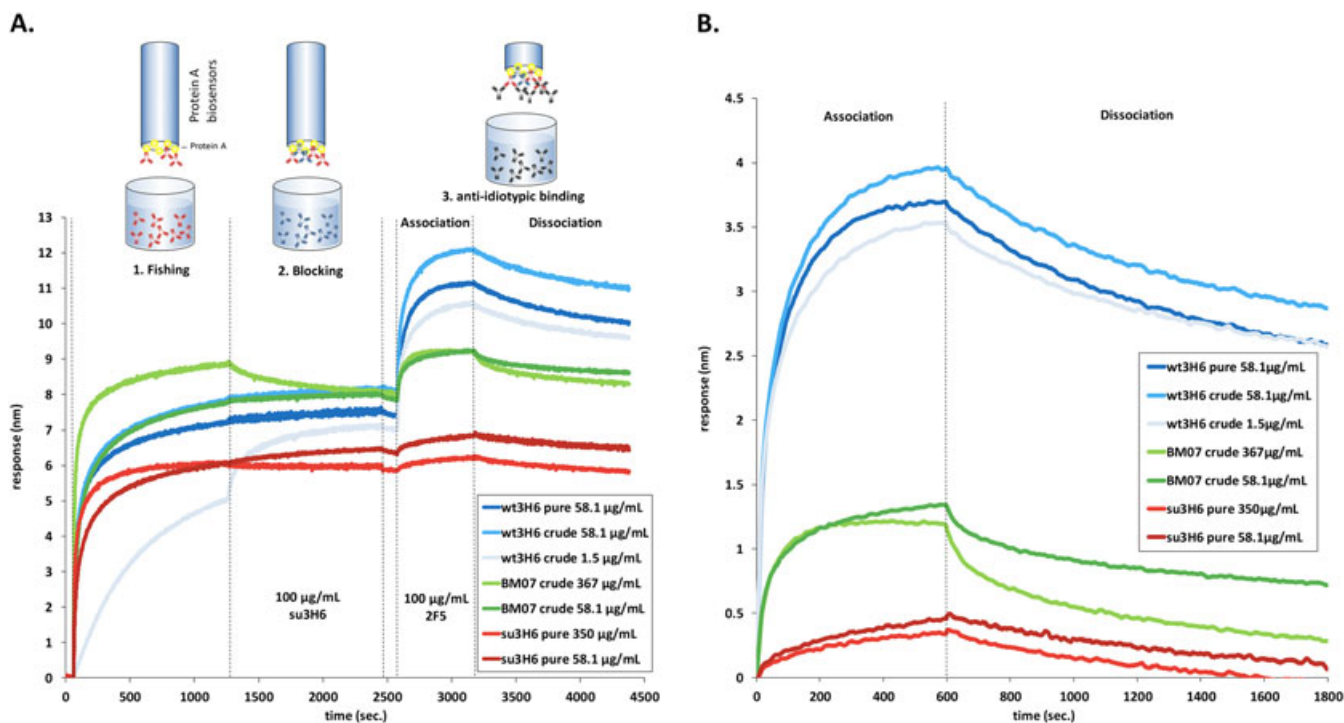 A.
Protein A
biosensors
Protein A
1. Fishing
2. Blocking
3. anti-idiotypic binding
Association
Dissociation
response (nm)
13
12
11
10
9
8
7
6
5
4
3
2
1
0
100 µg/mL
su3H6
100 µg/mL
2F5
wt3H6 pure 58.1 µg/mL
wt3H6 crude 58.1 µg/mL
wt3H6 crude 1.5 µg/mL
BM07 crude 367 µg/mL
BM07 crude 58.1 µg/mL
su3H6 pure 350 µg/mL
su3H6 pure 58.1 µg/mL
0 500 1000 1500 2000 2500 3000 3500 4000 4500
time (sec.)
B.
Association
Dissociation
response (nm)
4.5
4
3.5
3
2.5
2
1.5
1
0.5
0
wt3H6 pure 58.1µg/mL
wt3H6 crude 58.1µg/mL
wt3H6 crude 1.5µg/mL
BM07 crude 367µg/mL
BM07 crude 58.1µg/mL
su3H6 pure 350µg/mL
su3H6 pure 58.1µg/mL
0 200 400 600 800 1000 1200 1400 1600 1800
time (sec.)